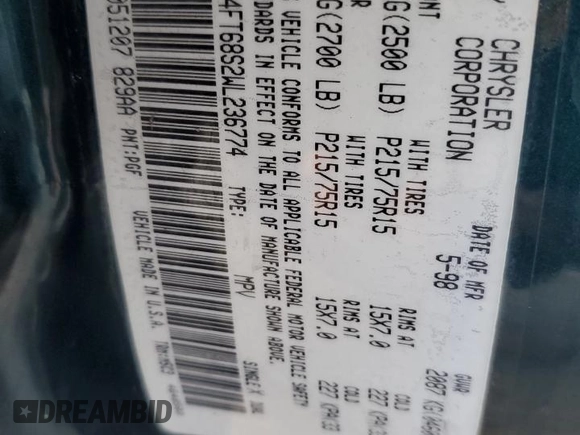 CHRYSLER
CORPORATION
DATE OF MFR
5-98
GVWR
2087 KG
UNT
WITH TIRES
RIMS AT
COLD
G(2500 LB) P215/75R15 15X7.0 227
WITH TIRES
RIMS AT
COLD
G(2700 LB) P215/75R15 15X7.0 227
VEHICLE CONFORMS TO ALL APPLICABLE FEDERAL MOTOR VEHICLE SAFETY
DARDS IN EFFECT ON THE DATE OF MANUFACTURE SHOWN ABOVE.
4FT68S2WL236774 TYPE: MPV SINGLE X
051207 829AA PNT:PGF VEHICLE MADE IN U.S.A.
DREAMBID